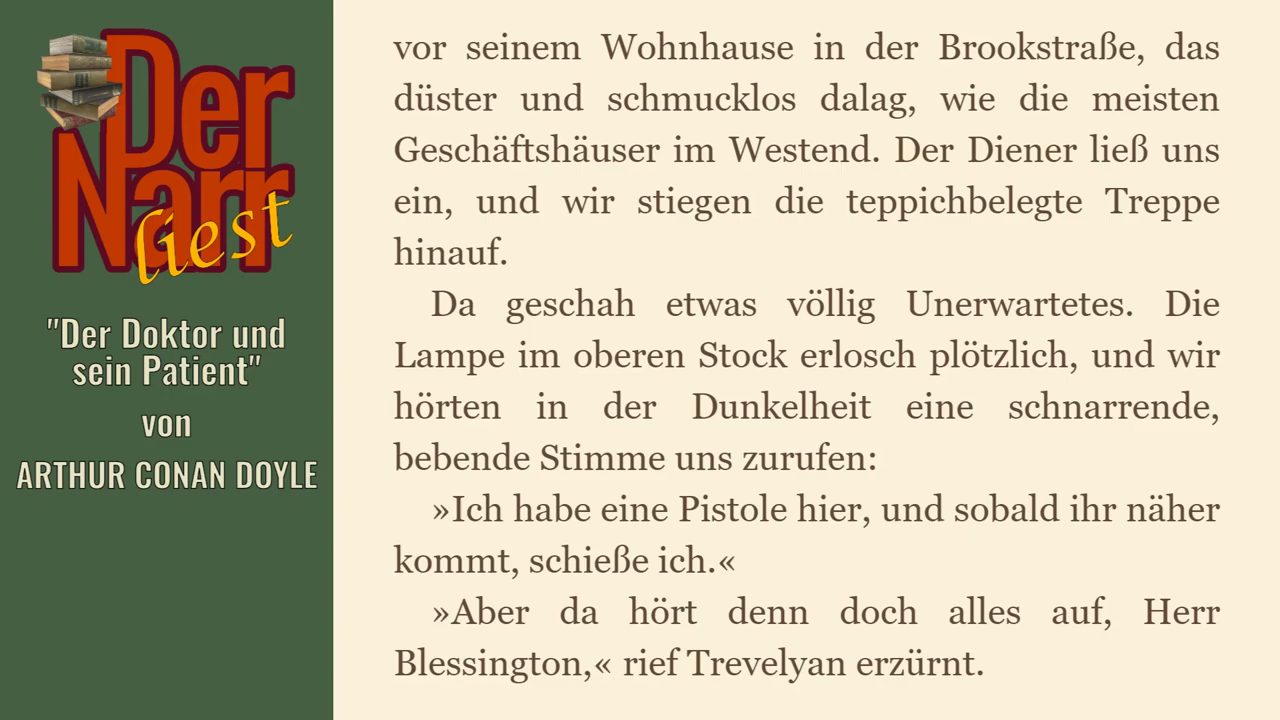 Der
Narr
liest
"Der Doktor und
sein Patient"
von
ARTHUR CONAN DOYLE
vor seinem Wohnhause in der Brookstraße, das
düster und schmucklos dalag, wie die meisten
Geschäftshäuser im Westend. Der Diener ließ uns
ein, und wir stiegen die teppichbelegte Treppe
hinauf.
Da geschah etwas völlig Unerwartetes. Die
Lampe im oberen Stock erlosch plötzlich, und wir
hörten in der Dunkelheit eine schnarrende,
bebende Stimme uns zurufen:
»Ich habe eine Pistole hier, und sobald ihr näher
kommt, schieße ich.«
»Aber da hört denn doch alles auf, Herr
Blessington,« rief Trevelyan erzürnt.